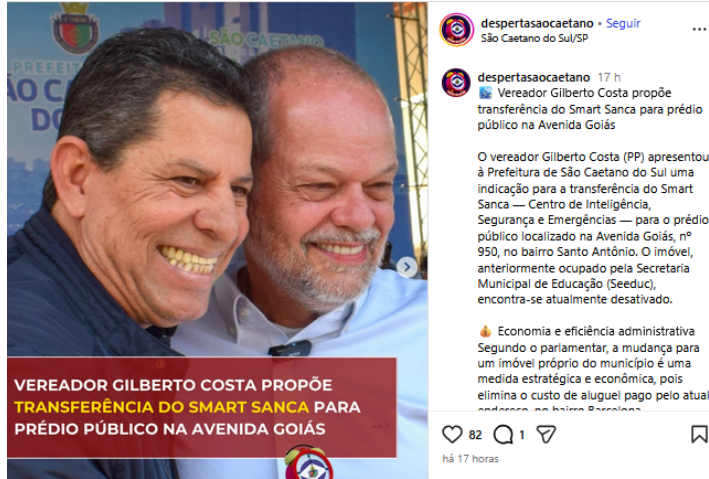 PREFEIT
SÃO CAETANO
VEREADOR GILBERTO COSTA PROPÕE
TRANSFERÊNCIA DO SMART SANCA PARA
PRÉDIO PÚBLICO NA AVENIDA GOIÁS
despertasaocaetano • Seguir
São Caetano do Sul/SP
despertasaocaetano 17 h
Vereador Gilberto Costa propõe
transferência do Smart Sanca para prédio
público na Avenida Goiás
O vereador Gilberto Costa (PP) apresentou
à Prefeitura de São Caetano do Sul uma
indicação para a transferência do Smart
Sanca — Centro de Inteligência,
Segurança e Emergências — para o prédio
público localizado na Avenida Goiás, nº
950, no bairro Santo Antônio. O imóvel,
anteriormente ocupado pela Secretaria
Municipal de Educação (Seeduc),
encontra-se atualmente desativado.
Economia e eficiência administrativa
Segundo o parlamentar, a mudança para
um imóvel próprio do município é uma
medida estratégica e econômica, pois
elimina o custo de aluguel pago pelo atual
endereço, no bairro Barcelona
82 1
há 17 horas